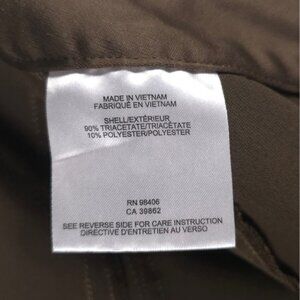 MADE IN VIETNAM
FABRIQUÉ EN VIETNAM
SHELL/EXTÉRIEUR
90% TRIACETATE/TRIACÉTATE
10% POLYESTER/POLYESTER
RN 98406
CA 39862
SEE REVERSE SIDE FOR CARE INSTRUCTION
DIRECTIVE D'ENTRETIEN AU VERSO